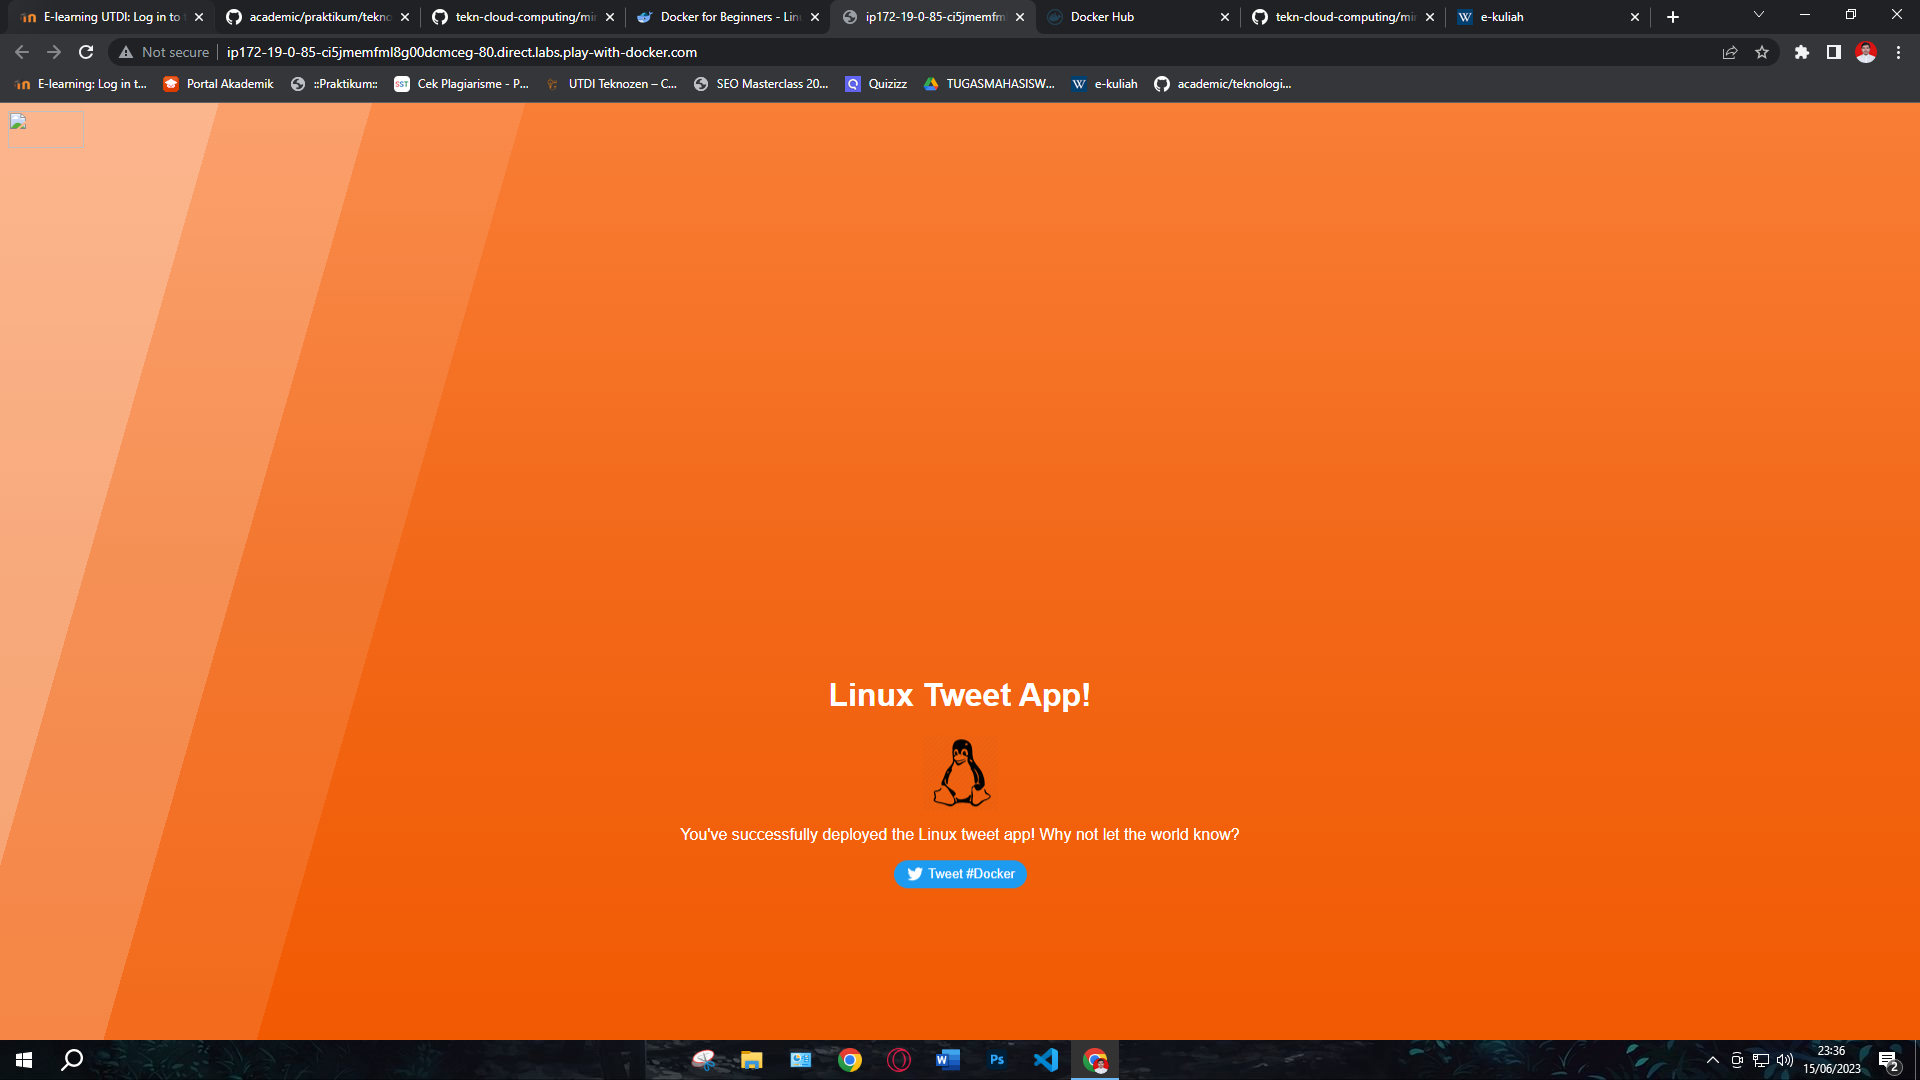 E-learning UTDI: Log in to
academic/praktikum/tekno
tekn-cloud-computing/mi
Docker for Beginners - Lin
ip172-19-0-85-ci5jmemfm
Docker Hub
tekn-cloud-computing/mi
e-kuliah
Not secure
ip172-19-0-85-ci5jmemfml8g00dcmceg-80.direct.labs.play-with-docker.com
E-learning: Log in t...
Portal Akademik
::Praktikum::
SST
Cek Plagiarisme - P...
UTDI Teknozen – C...
SEO Masterclass 20...
Quizizz
TUGASMAHASISW...
W
e-kuliah
academic/teknologi...
Linux Tweet App!
You've successfully deployed the Linux tweet app! Why not let the world know?
Tweet #Docker
W
Ps
23:36
15/06/2023
2